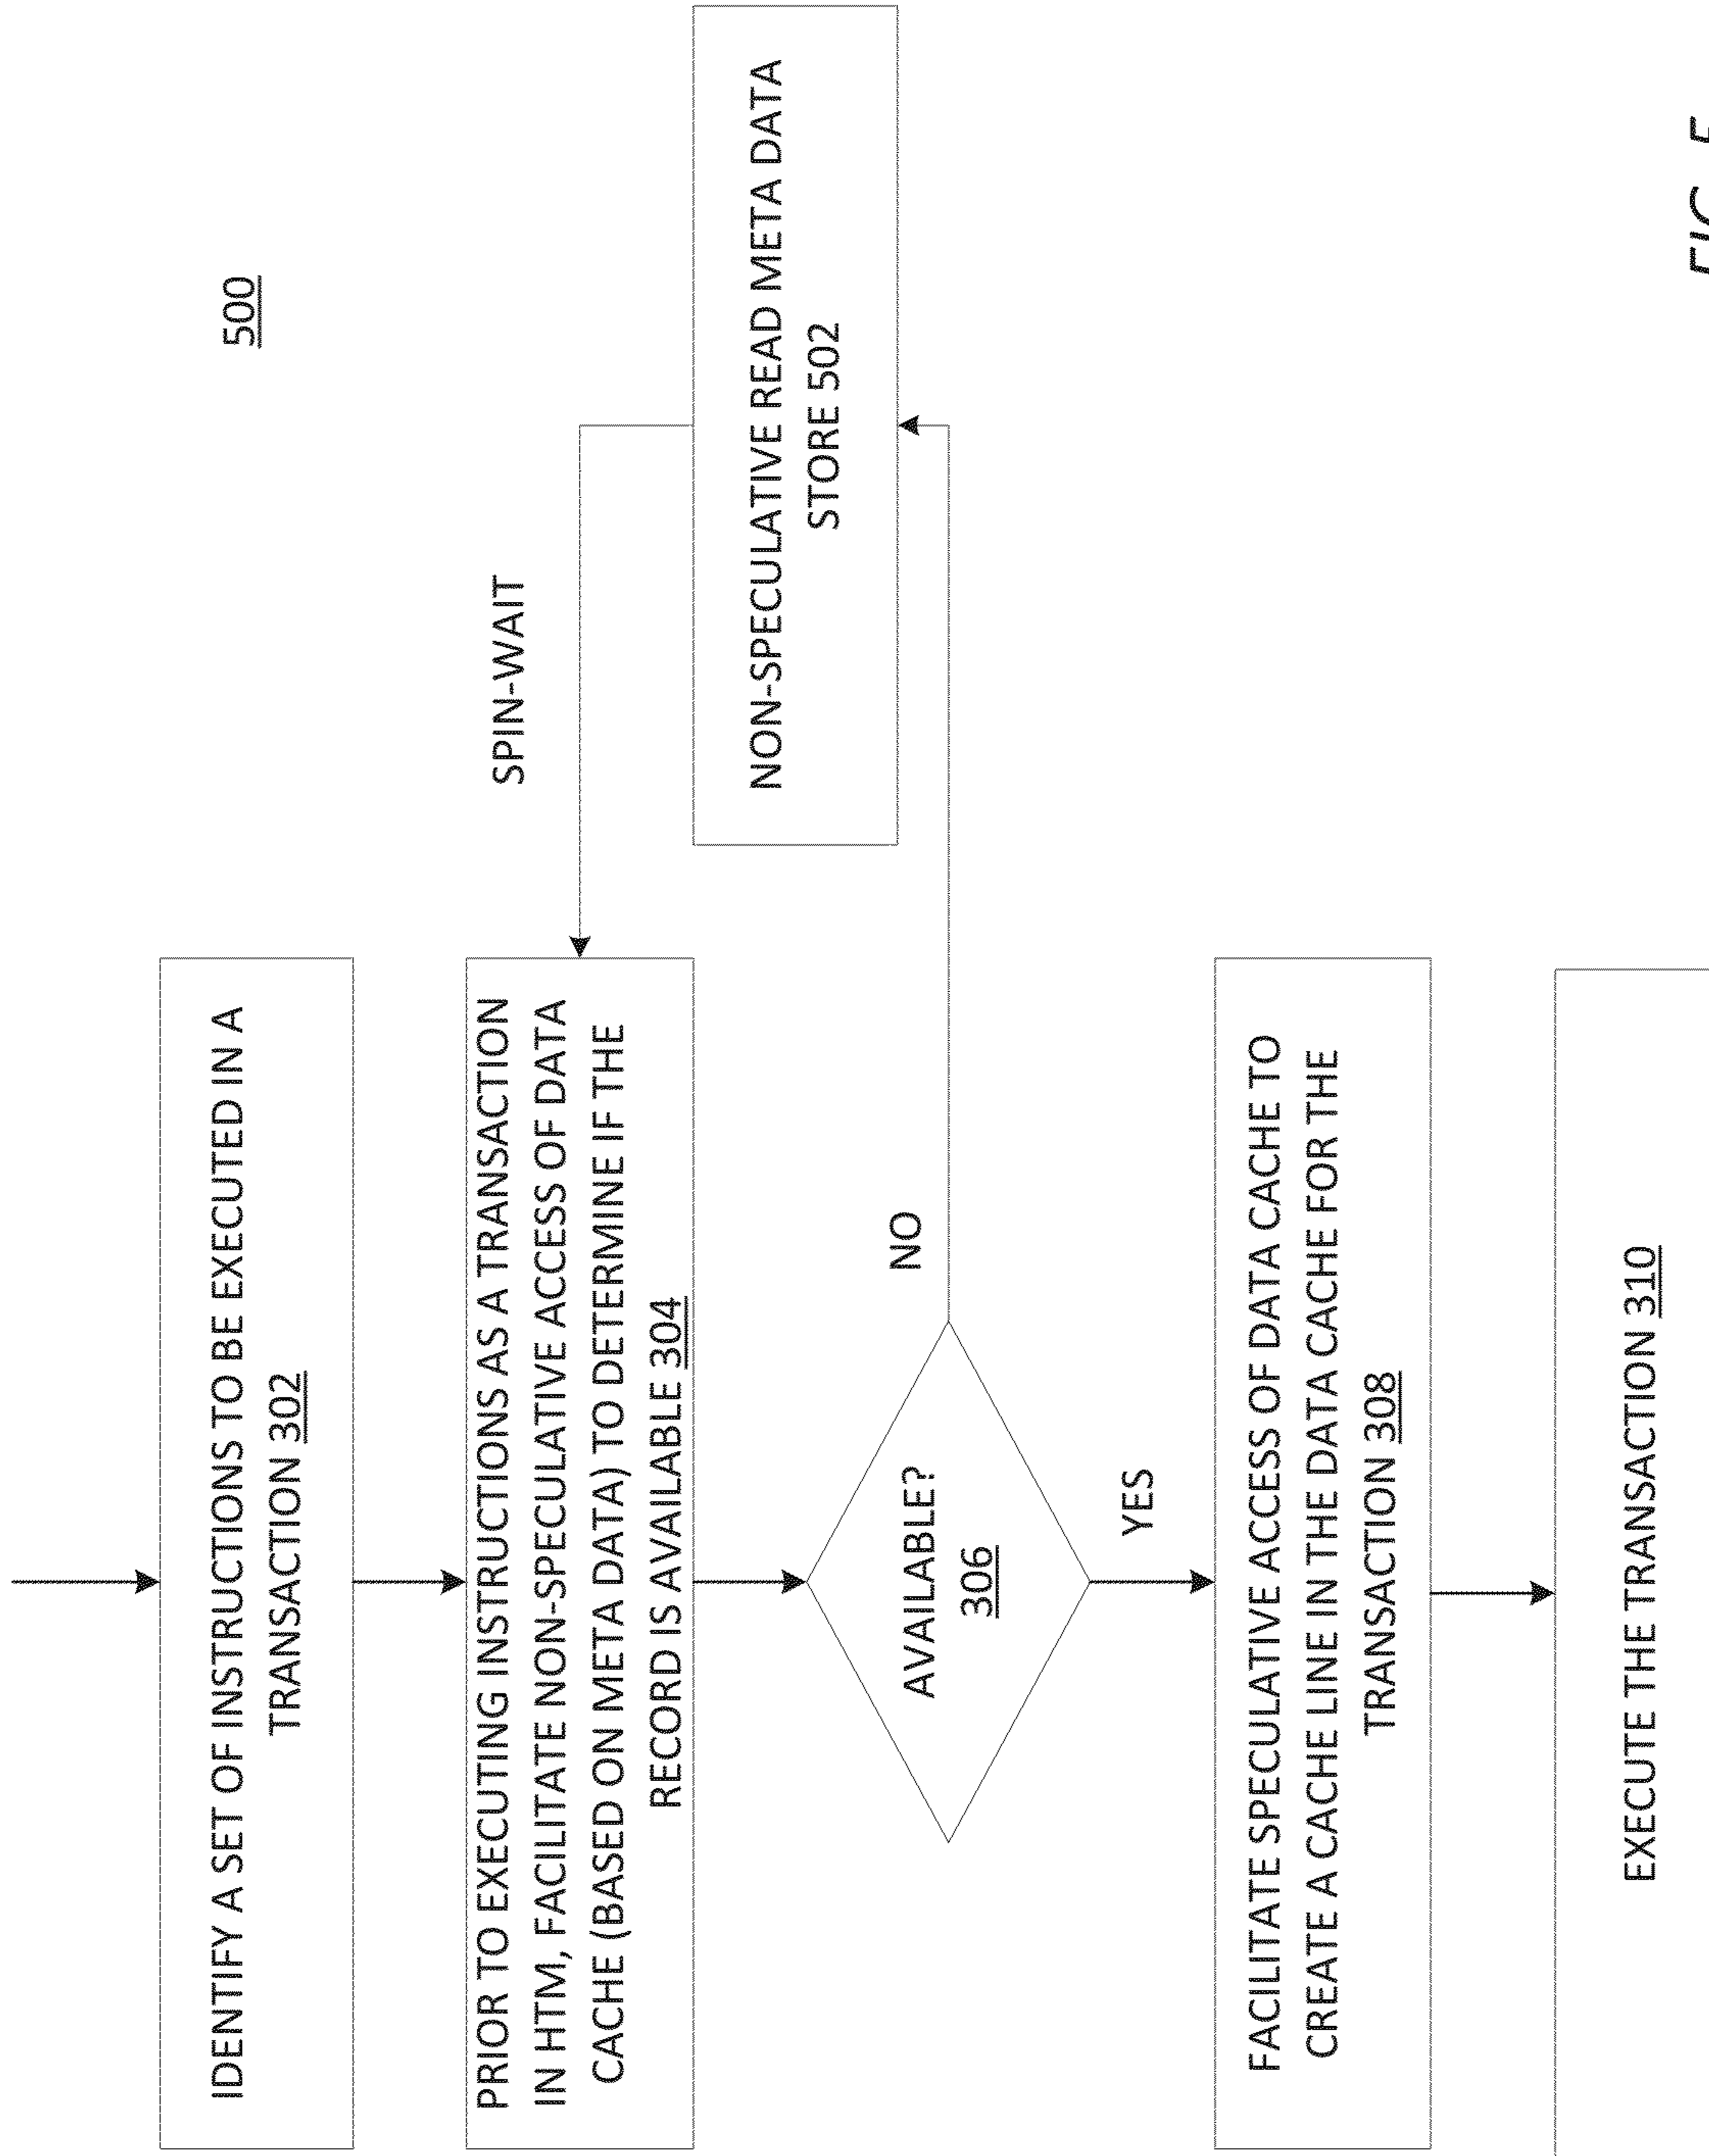 500
IDENTIFY A SET OF INSTRUCTIONS TO BE EXECUTED IN A
TRANSACTION 302
PRIOR TO EXECUTING INSTRUCTIONS AS A TRANSACTION
IN HTM, FACILITATE NON-SPECULATIVE ACCESS OF DATA
CACHE (BASED ON META DATA) TO DETERMINE IF THE
RECORD IS AVAILABLE 304
SPIN-WAIT
NON-SPECULATIVE READ META DATA
STORE 502
AVAILABLE?
306
NO
YES
FACILITATE SPECULATIVE ACCESS OF DATA CACHE TO
CREATE A CACHE LINE IN THE DATA CACHE FOR THE
TRANSACTION 308
EXECUTE THE TRANSACTION 310
FIG.